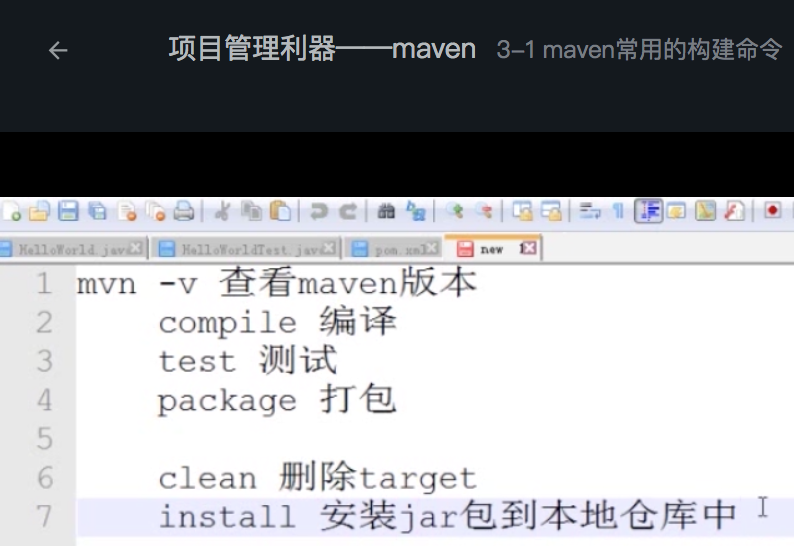 项目管理利器——maven 3-1 maven常用的构建命令
HelloWorld.java HelloWorldTest.java pom.xml new 1
1 mvn -v 查看maven版本
2 compile 编译
3 test 测试
4 package 打包
5
6 clean 删除target
7 install 安装jar包到本地仓库中